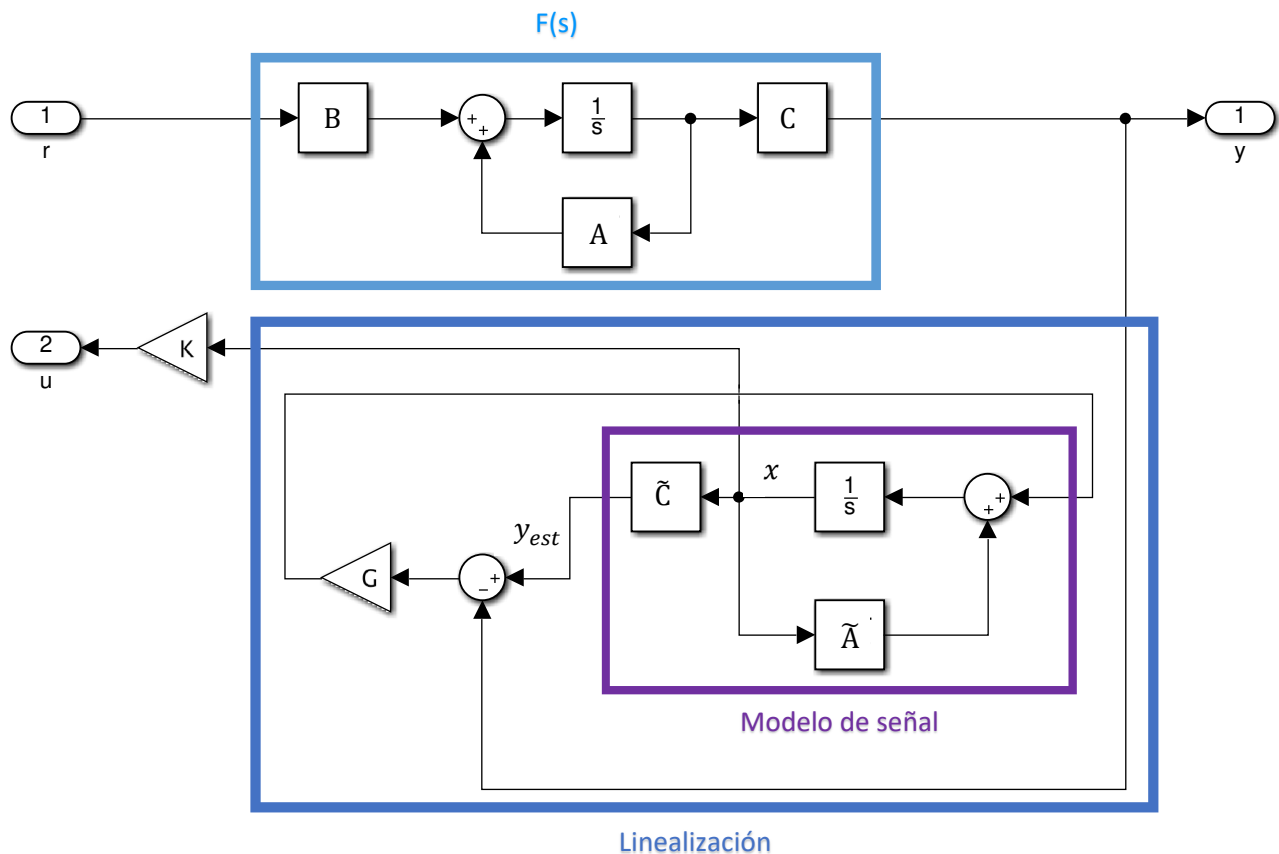 F(s)
1
r
B
+
+
1
s
C
1
y
A
2
u
K
C̃
x
1
s
+
+
y_est
G
+
−
Ã
Modelo de señal
Linealización